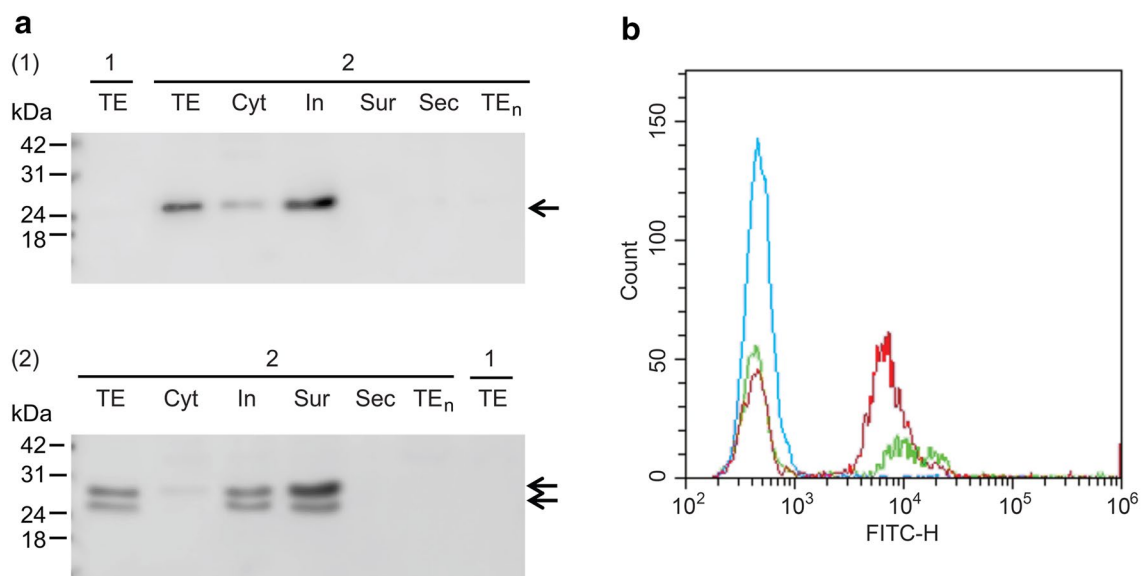 a
(1) 1 2
TE TE Cyt In Sur Sec TEn
kDa
42
31
24
18
(2) 2 1
TE Cyt In Sur Sec TEn TE
kDa
42
31
24
18
b
150
100
50
0
Count
10² 10³ 10⁴ 10⁵ 10⁶
FITC-H